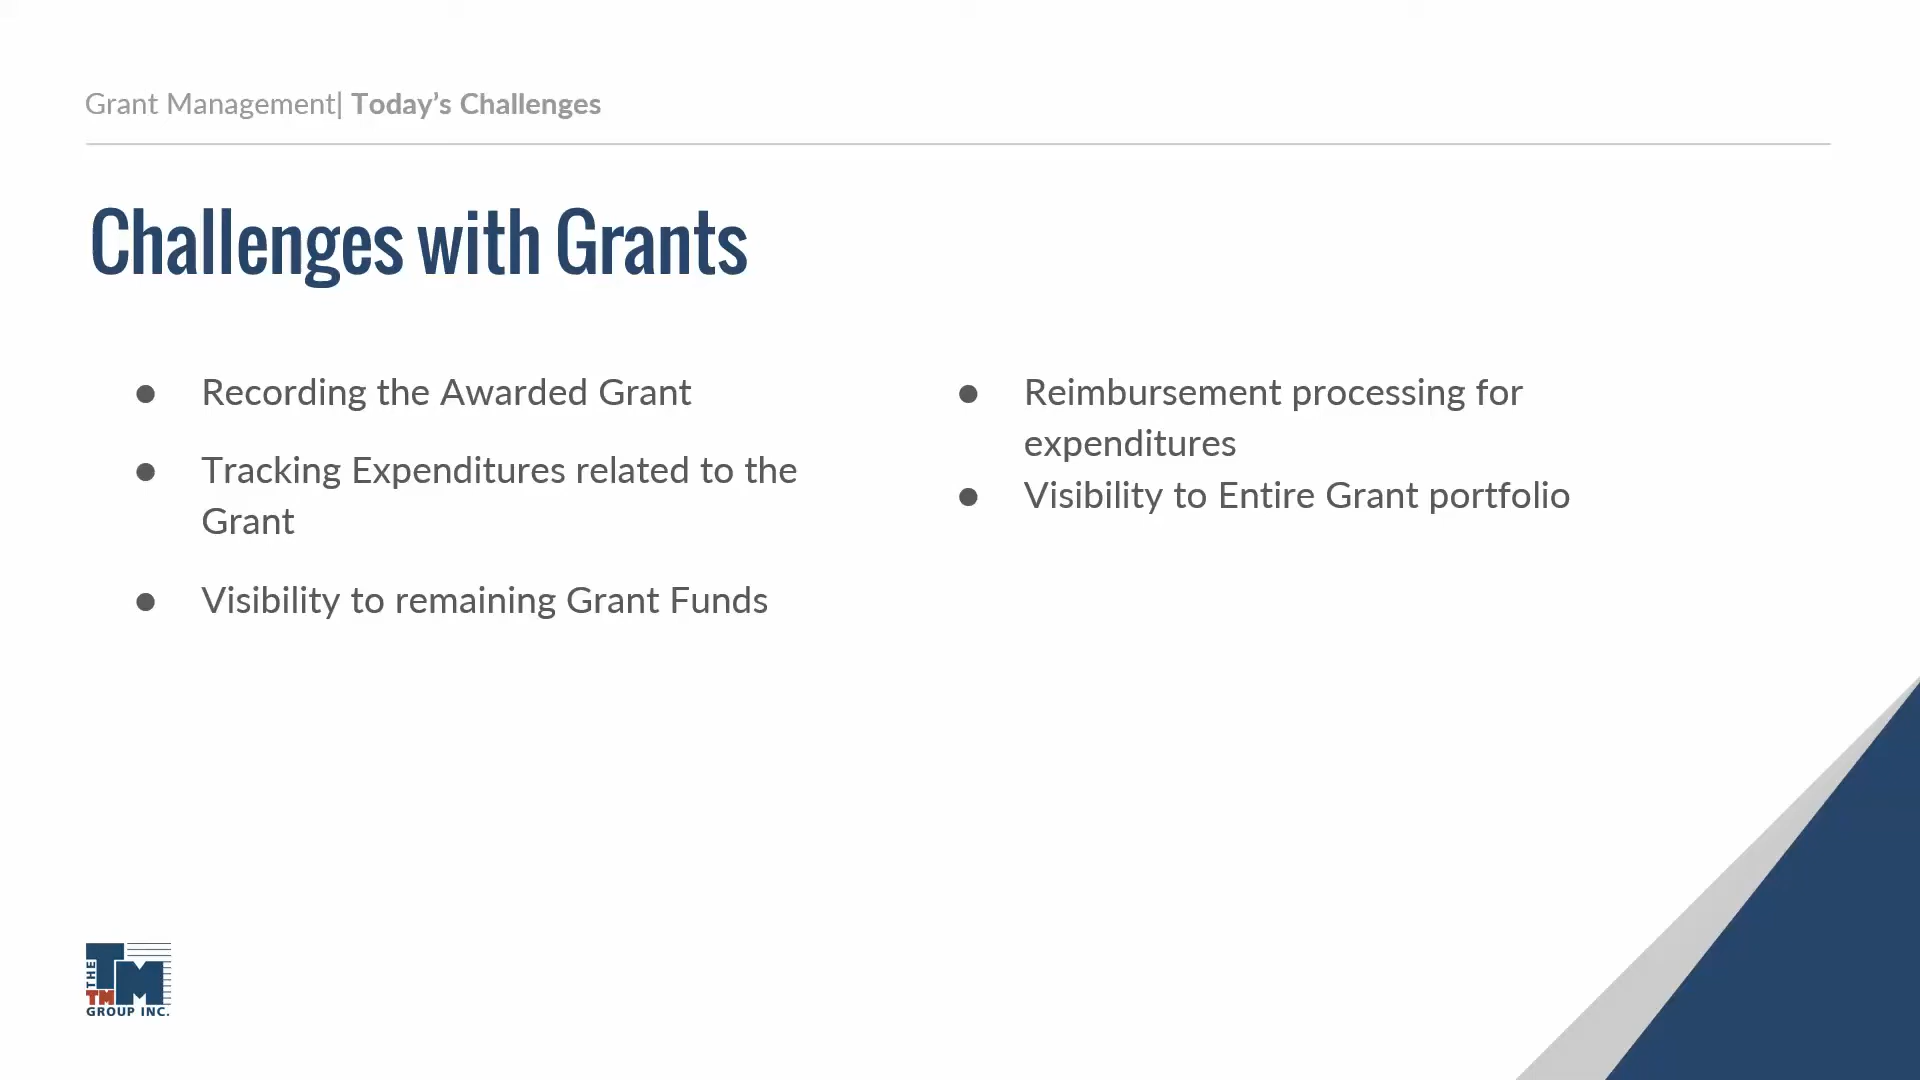 Grant Management| Today's Challenges
Challenges with Grants
● Recording the Awarded Grant
● Tracking Expenditures related to the
Grant
● Visibility to remaining Grant Funds
● Reimbursement processing for
expenditures
● Visibility to Entire Grant portfolio
THE
TM
TM
GROUP INC.